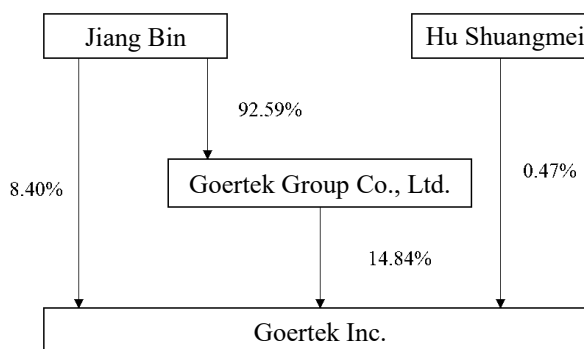 Jiang Bin
Hu Shuangmei
92.59%
8.40%
Goertek Group Co., Ltd.
0.47%
14.84%
Goertek Inc.